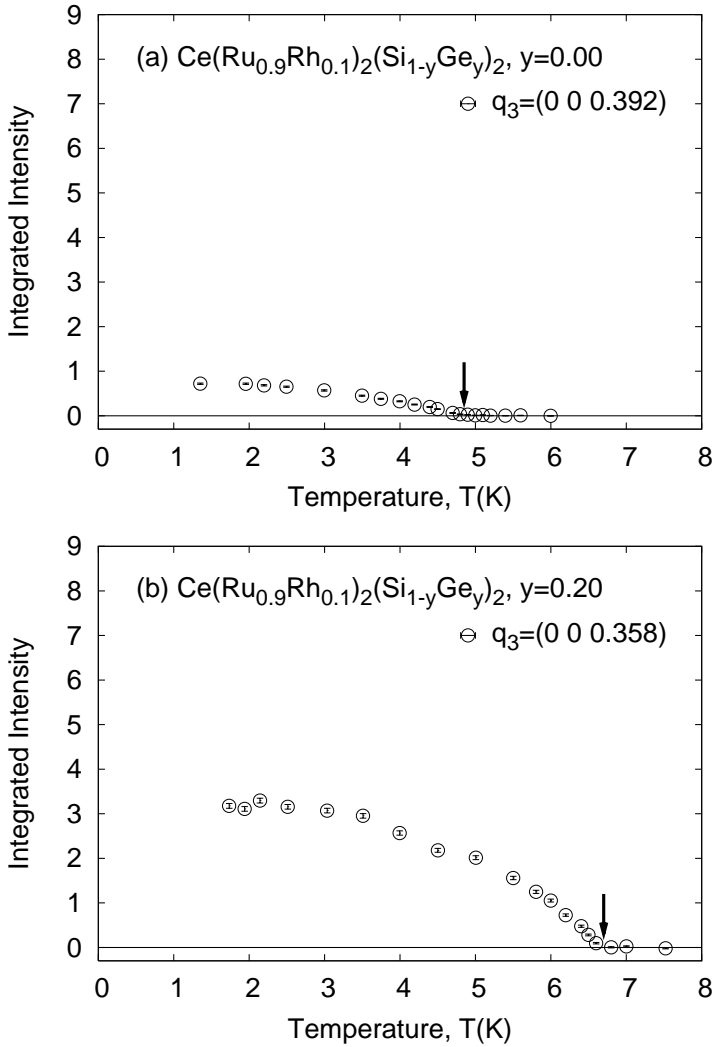 9
8
7
6
5
4
3
2
1
0
Integrated Intensity
(a) Ce(Ru0.9Rh0.1)2(Si1-yGey)2, y=0.00
q3=(0 0 0.392)
0 1 2 3 4 5 6 7 8
Temperature, T(K)
9
8
7
6
5
4
3
2
1
0
Integrated Intensity
(b) Ce(Ru0.9Rh0.1)2(Si1-yGey)2, y=0.20
q3=(0 0 0.358)
0 1 2 3 4 5 6 7 8
Temperature, T(K)